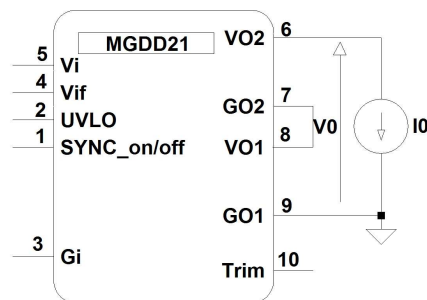 MGDD21
5 Vi
4 Vif
2 UVLO
1 SYNC_on/off
3 Gi
VO2 6
GO2 7
VO1 8
GO1 9
Trim 10
V0
I0